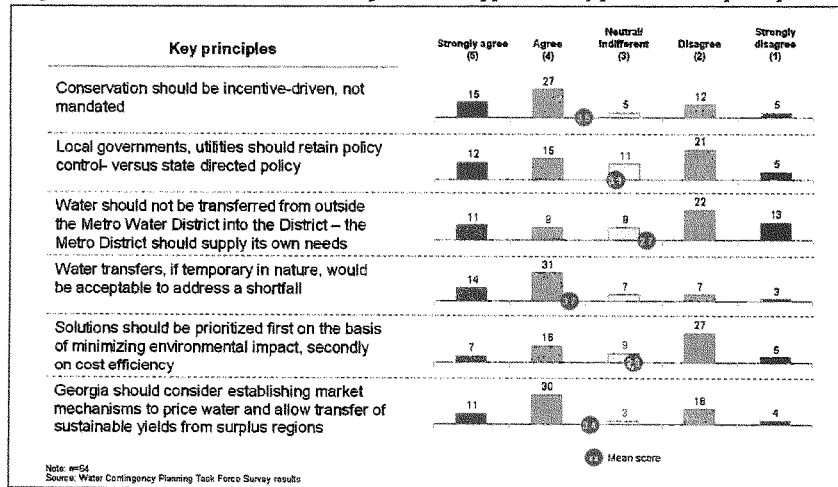 Key principles
Strongly agree (5)
Agree (4)
Neutral/ Indifferent (3)
Disagree (2)
Strongly disagree (1)
Conservation should be incentive-driven, not
mandated
15 27 5 12 5
Local governments, utilities should retain policy
control- versus state directed policy
12 15 11 21 5
Water should not be transferred from outside
the Metro Water District into the District – the
Metro District should supply its own needs
11 9 9 22 13
2.7
Water transfers, if temporary in nature, would
be acceptable to address a shortfall
14 31 7 7 3
Solutions should be prioritized first on the basis
of minimizing environmental impact, secondly
on cost efficiency
7 16 9 27 5
Georgia should consider establishing market
mechanisms to price water and allow transfer of
sustainable yields from surplus regions
11 30 3 16 4
Mean score
Note: n=64
Source: Water Contingency Planning Task Force Survey results